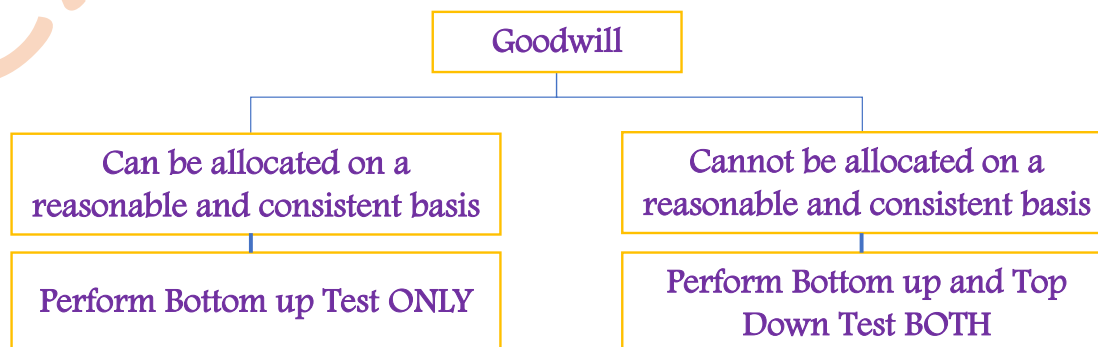 Goodwill
Can be allocated on a
reasonable and consistent basis
Cannot be allocated on a
reasonable and consistent basis
Perform Bottom up Test ONLY
Perform Bottom up and Top
Down Test BOTH